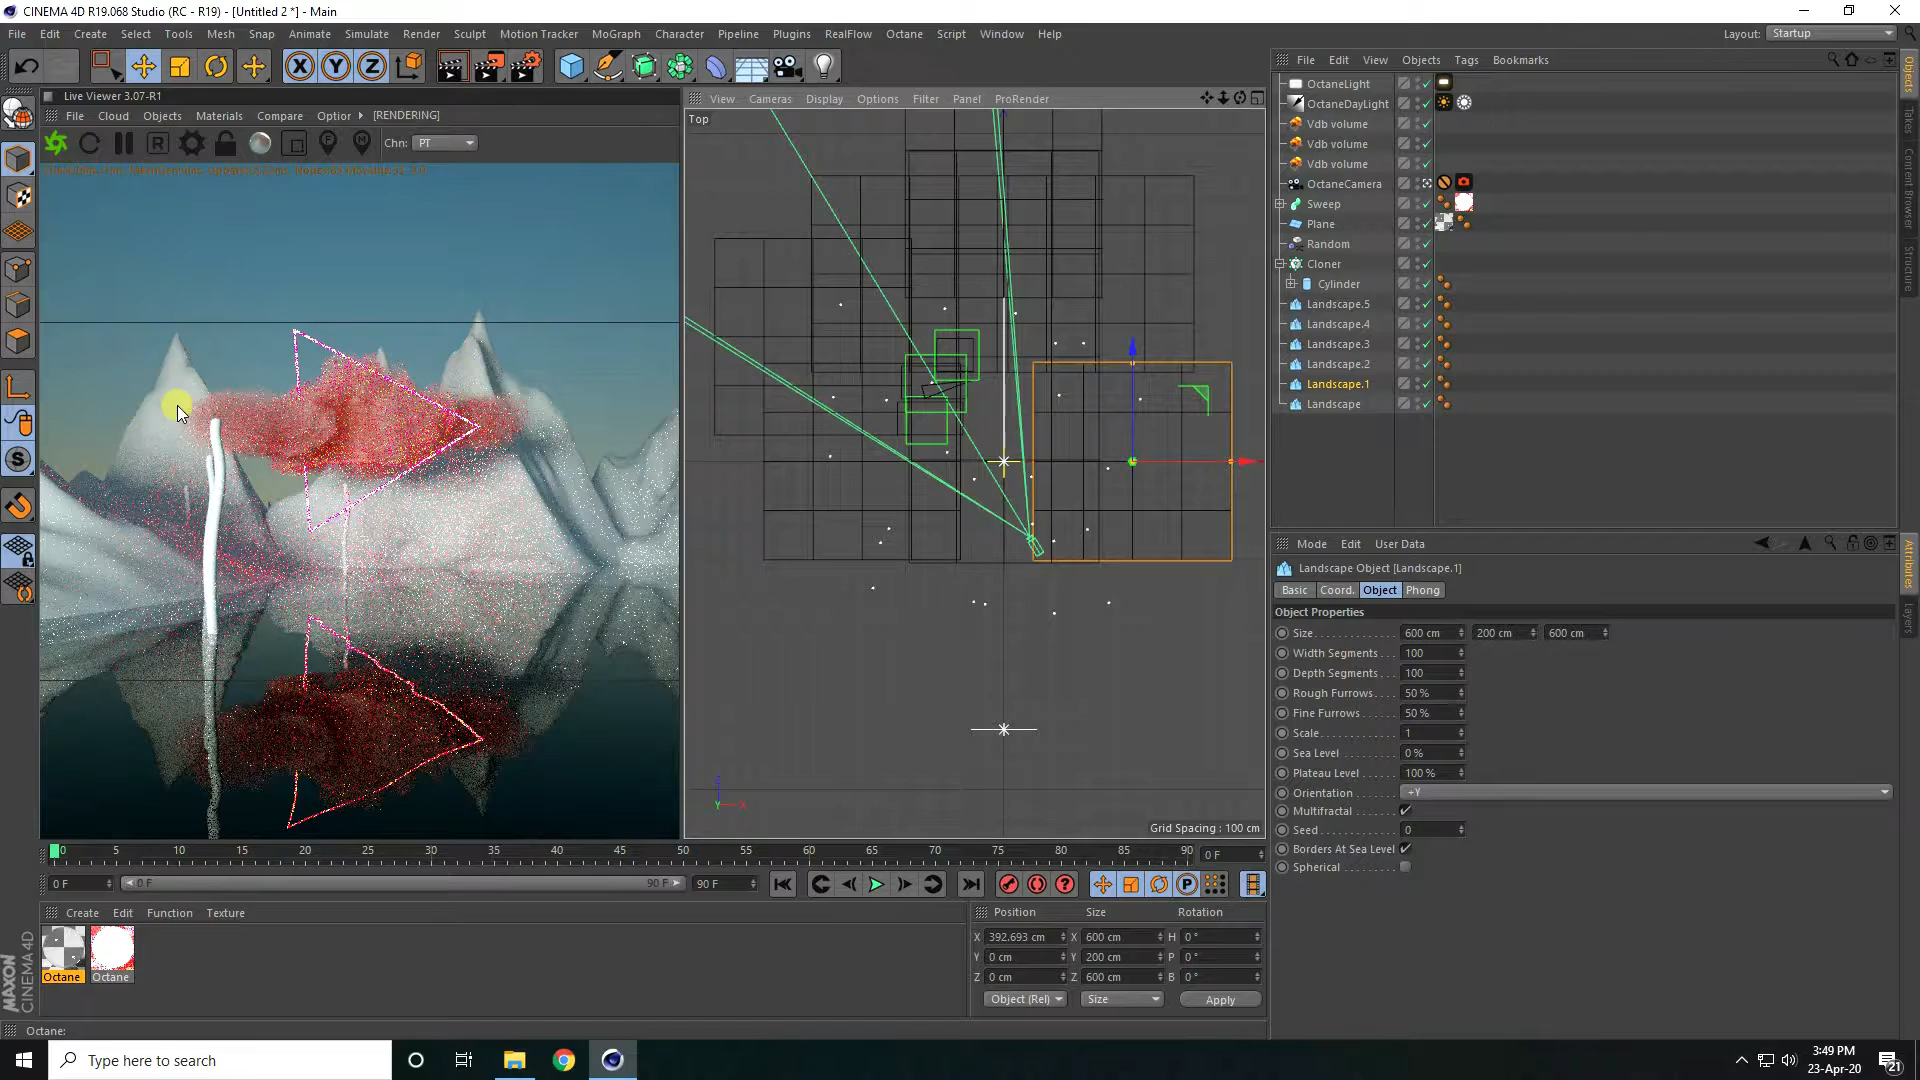 CINEMA 4D R19.068 Studio (RC - R19) - [Untitled 2 *] - Main
File Edit Create Select Tools Mesh Snap Animate Simulate Render Sculpt Motion Tracker MoGraph Character Pipeline Plugins RealFlow Octane Script Window Help
Layout: Startup
Live Viewer 3.07-R1
File Cloud Objects Materials Compare Option [RENDERING]
Chn: PT
View Cameras Display Options Filter Panel ProRender
Top
Grid Spacing : 100 cm
File Edit View Objects Tags Bookmarks
OctaneLight
OctaneDayLight
Vdb volume
Vdb volume
Vdb volume
OctaneCamera
Sweep
Plane
Random
Cloner
Cylinder
Landscape.5
Landscape.4
Landscape.3
Landscape.2
Landscape.1
Landscape
Objects
Takes
Content Browser
Structure
Mode Edit User Data
Landscape Object [Landscape.1]
Basic Coord. Object Phong
Object Properties
Size 600 cm 200 cm 600 cm
Width Segments 100
Depth Segments 100
Rough Furrows 50 %
Fine Furrows 50 %
Scale 1
Sea Level 0 %
Plateau Level 100 %
Orientation +Y
Multifractal
Seed 0
Borders At Sea Level
Spherical
Attributes
Layers
0 5 10 15 20 25 30 35 40 45 50 55 60 65 70 75 80 85 90 0 F
0 F 0 F 90 F 90 F
Create Edit Function Texture
Octane Octane
Position Size Rotation
X 392.693 cm X 600 cm H 0 °
Y 0 cm Y 200 cm P 0 °
Z 0 cm Z 600 cm B 0 °
Object (Rel) Size Apply
MAXON
CINEMA 4D
Octane:
Type here to search
3:49 PM
23-Apr-20
21